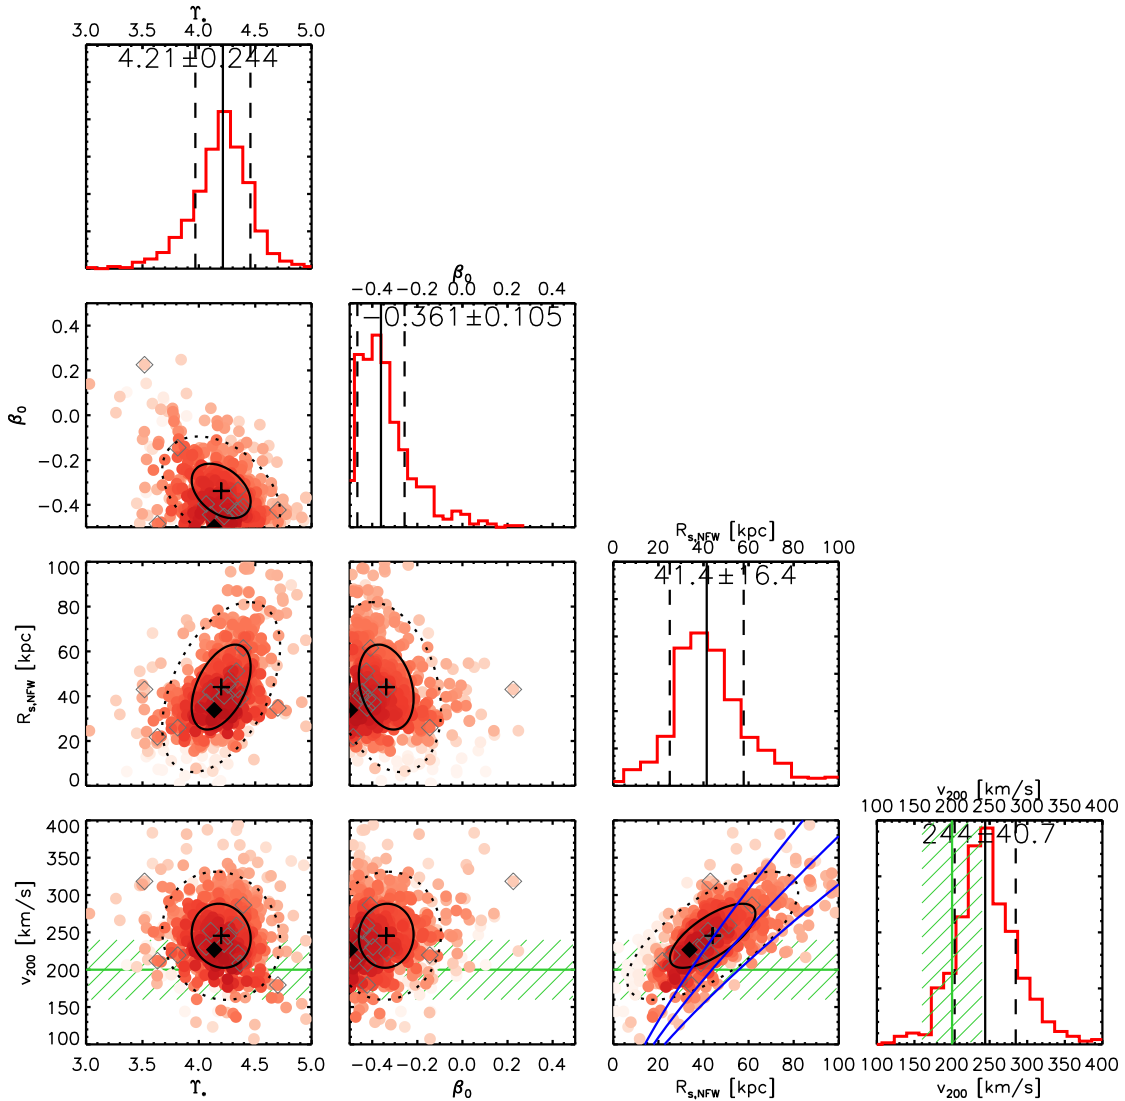 ϒ*
3.0 3.5 4.0 4.5 5.0
4.21±0.244
β₀
−0.4 −0.2 0.0 0.2 0.4
−0.361±0.105
0.4
0.2
0.0
−0.2
−0.4
β₀
R_s,NFW [kpc]
0 20 40 60 80 100
41.4±16.4
100
80
60
40
20
0
R_s,NFW [kpc]
v₂₀₀ [km/s]
100 150 200 250 300 350 400
244±40.7
400
350
300
250
200
150
100
v₂₀₀ [km/s]
3.0 3.5 4.0 4.5 5.0
−0.4 −0.2 0.0 0.2 0.4
0 20 40 60 80 100
100 150 200 250 300 350 400
ϒ*
β₀
R_s,NFW [kpc]
v₂₀₀ [km/s]